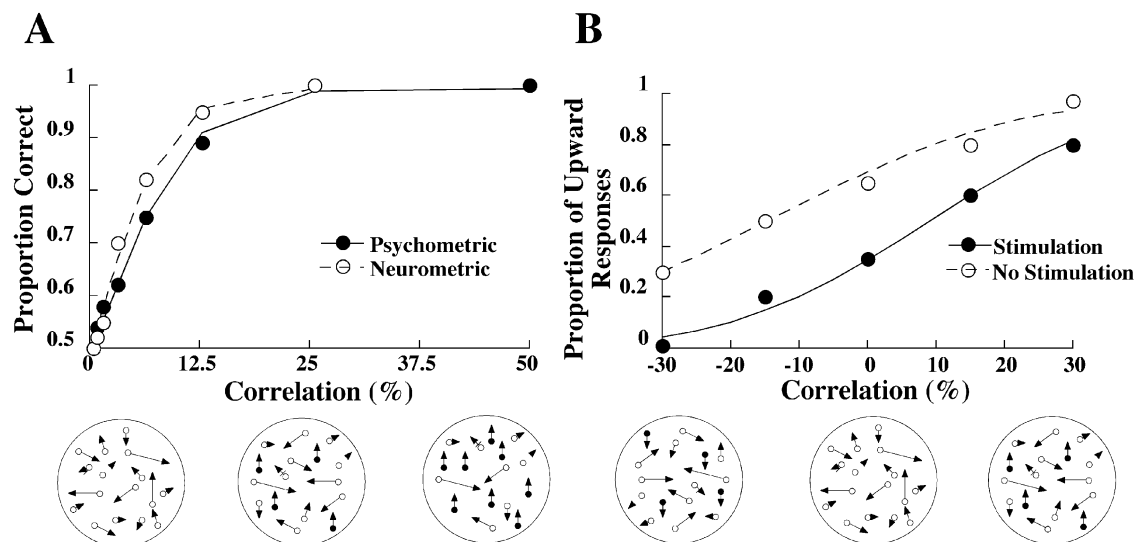 A
Proportion Correct
1
0.9
0.8
0.7
0.6
0.5
0
12.5
25
37.5
50
Correlation (%)
Psychometric
Neurometric
B
Proportion of Upward
Responses
1
0.8
0.6
0.4
0.2
0
-30
-20
-10
0
10
20
30
Correlation (%)
Stimulation
No Stimulation